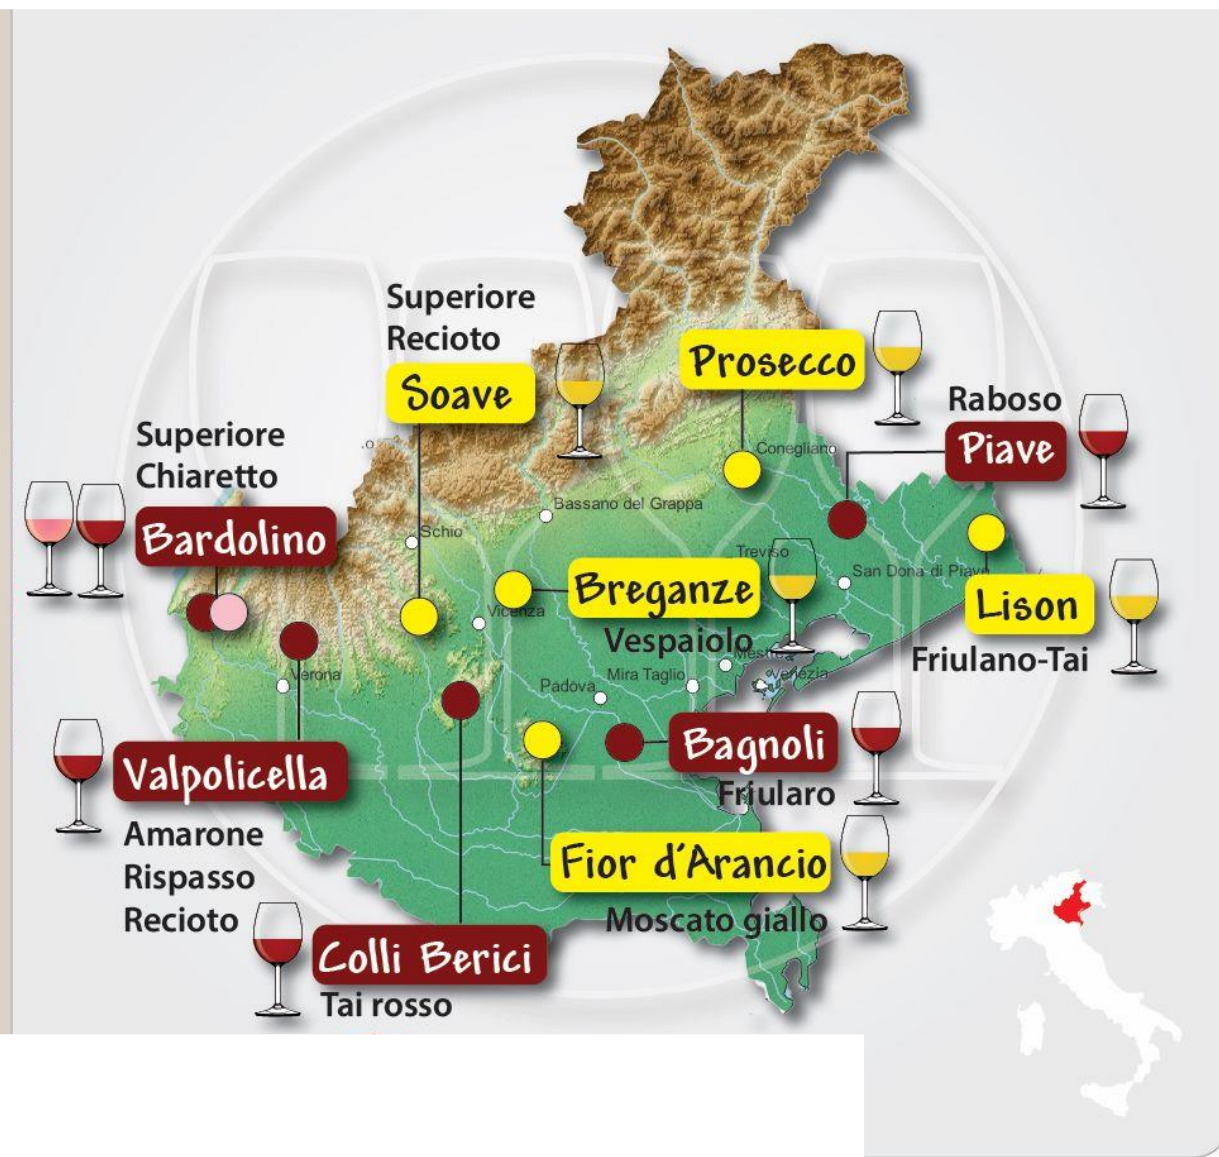 Superiore
Recioto
Soave
Prosecco
Raboso
Piave
Superiore
Chiaretto
Bardolino
Conegliano
Bassano del Grappa
Schio
Treviso
San Dona di Piave
Breganze
Vespaiolo
Vicenza
Lison
Friulano-Tai
Mestre
Mira Taglio
Venezia
Padova
Verona
Bagnoli
Friularo
Valpolicella
Amarone
Rispasso
Recioto
Fior d'Arancio
Moscato giallo
Colli Berici
Tai rosso